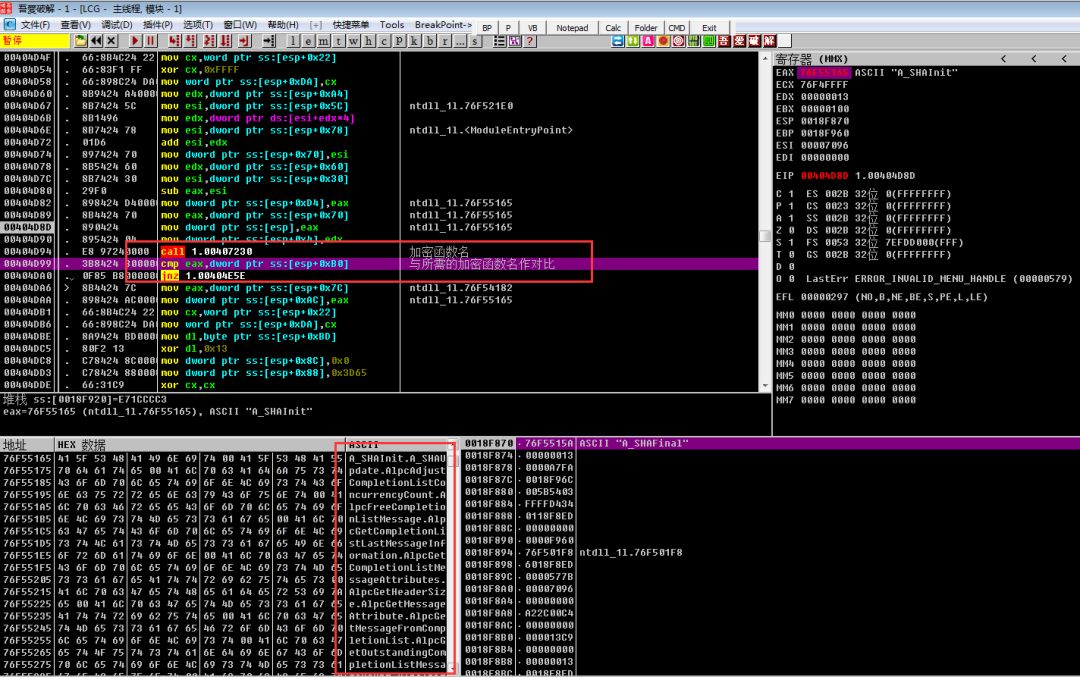 吾爱破解 - 1 - [LCG - 主线程, 模块 - 1]
文件(F) 查看(V) 调试(D) 插件(P) 选项(T) 窗口(W) 帮助(H) [+] 快捷菜单 Tools BreakPoint-> BP P VB Notepad Calc Folder CMD Exit
暂停 l e m t w h c p k b r ... s ? 吾 爱 破 解
00404D4F . 66:8B4C24 22 mov cx,word ptr ss:[esp+0x22]
00404D54 . 66:83F1 FF xor cx,0xFFFF
00404D58 . 66:898C24 DA0 mov word ptr ss:[esp+0xDA],cx
00404D60 . 8B9424 A4000 mov edx,dword ptr ss:[esp+0xA4]
00404D67 . 8B7424 5C mov esi,dword ptr ss:[esp+0x5C] ntdll_1l.76F521E0
00404D6B . 8B1496 mov edx,dword ptr ds:[esi+edx*4]
00404D6E . 8B7424 78 mov esi,dword ptr ss:[esp+0x78] ntdll_1l.<ModuleEntryPoint>
00404D72 . 01D6 add esi,edx
00404D74 . 897424 70 mov dword ptr ss:[esp+0x70],esi
00404D78 . 8B5424 60 mov edx,dword ptr ss:[esp+0x60]
00404D7C . 8B7424 30 mov esi,dword ptr ss:[esp+0x30]
00404D80 . 29F0 sub eax,esi
00404D82 . 898424 D4000 mov dword ptr ss:[esp+0xD4],eax ntdll_1l.76F55165
00404D89 . 8B4424 70 mov eax,dword ptr ss:[esp+0x70] ntdll_1l.76F55165
00404D8D . 890424 mov dword ptr ss:[esp],eax ntdll_1l.76F55165
00404D90 . 895424 04 mov dword ptr ss:[esp+0x4],edx
00404D94 . E8 97240000 call 1.00407230 加密函数名
00404D99 . 3B8424 B0000 cmp eax,dword ptr ss:[esp+0xB0] 与所需的加密函数名作对比
00404DA0 . 0F85 B8000000 jnz 1.00404E5E
00404DA6 > 8B4424 7C mov eax,dword ptr ss:[esp+0x7C] ntdll_1l.76F54182
00404DAA . 898424 AC000 mov dword ptr ss:[esp+0xAC],eax ntdll_1l.76F55165
00404DB1 . 66:8B4C24 22 mov cx,word ptr ss:[esp+0x22]
00404DB6 . 66:898C24 DA0 mov word ptr ss:[esp+0xDA],cx
00404DBE . 8A9424 BD000 mov dl,byte ptr ss:[esp+0xBD]
00404DC5 . 80F2 13 xor dl,0x13
00404DC8 . C78424 8C000 mov dword ptr ss:[esp+0x8C],0x0
00404DD3 . C78424 88000 mov dword ptr ss:[esp+0x88],0x3D65
00404DDE . 66:31C9 xor cx,cx
堆栈 ss:[0018F920]=E71CCCC3
eax=76F55165 (ntdll_1l.76F55165), ASCII "A_SHAInit"
寄存器 (MMX) < < <
EAX 76F55165 ASCII "A_SHAInit"
ECX 76F4FFFF
EDX 00000013
EBX 00000100
ESP 0018F870
EBP 0018F960
ESI 00007096
EDI 00000000
EIP 00404D8D 1.00404D8D
C 1 ES 002B 32位 0(FFFFFFFF)
P 1 CS 0023 32位 0(FFFFFFFF)
A 1 SS 002B 32位 0(FFFFFFFF)
Z 0 DS 002B 32位 0(FFFFFFFF)
S 1 FS 0053 32位 7EFDD000(FFF)
T 0 GS 002B 32位 0(FFFFFFFF)
D 0
O 0 LastErr ERROR_INVALID_MENU_HANDLE (00000579)
EFL 00000297 (NO,B,NE,BE,S,PE,L,LE)
MM0 0000 0000 0000 0000
MM1 0000 0000 0000 0000
MM2 0000 0000 0000 0000
MM3 0000 0000 0000 0000
MM4 0000 0000 0000 0000
MM5 0000 0000 0000 0000
MM6 0000 0000 0000 0000
MM7 0000 0000 0000 0000
地址 HEX 数据 ASCII
76F55165 41 5F 53 48 41 49 6E 69 74 00 41 5F 53 48 41 55 A_SHAInit.A_SHAU
76F55175 70 64 61 74 65 00 41 6C 70 63 41 64 6A 75 73 74 pdate.AlpcAdjust
76F55185 43 6F 6D 70 6C 65 74 69 6F 6E 4C 69 73 74 43 6F CompletionListCo
76F55195 6E 63 75 72 72 65 6E 63 79 43 6F 75 6E 74 00 41 ncurrencyCount.A
76F551A5 6C 70 63 46 72 65 65 43 6F 6D 70 6C 65 74 69 6F lpcFreeCompletio
76F551B5 6E 4C 69 73 74 4D 65 73 73 61 67 65 00 41 6C 70 nListMessage.Alp
76F551C5 63 47 65 74 43 6F 6D 70 6C 65 74 69 6F 6E 4C 69 cGetCompletionLi
76F551D5 73 74 4C 61 73 74 4D 65 73 73 61 67 65 49 6E 66 stLastMessageInf
76F551E5 6F 72 6D 61 74 69 6F 6E 00 41 6C 70 63 47 65 74 ormation.AlpcGet
76F551F5 43 6F 6D 70 6C 65 74 69 6F 6E 4C 69 73 74 4D 65 CompletionListMe
76F55205 73 73 61 67 65 41 74 74 72 69 62 75 74 65 73 00 ssageAttributes.
76F55215 41 6C 70 63 47 65 74 48 65 61 64 65 72 53 69 7A AlpcGetHeaderSiz
76F55225 65 00 41 6C 70 63 47 65 74 4D 65 73 73 61 67 65 e.AlpcGetMessage
76F55235 41 74 74 72 69 62 75 74 65 00 41 6C 70 63 47 65 Attribute.AlpcGe
76F55245 74 4D 65 73 73 61 67 65 46 72 6F 6D 43 6F 6D 70 tMessageFromComp
76F55255 6C 65 74 69 6F 6E 4C 69 73 74 00 41 6C 70 63 47 letionList.AlpcG
76F55265 65 74 4F 75 74 73 74 61 6E 64 69 6E 67 43 6F 6D etOutstandingCom
76F55275 70 6C 65 74 69 6F 6E 4C 69 73 74 4D 65 73 73 61 pletionListMessa
0018F870 76F5515A ASCII "A_SHAFinal"
0018F874 00000013
0018F878 0000A7FA
0018F87C 0018F96C
0018F880 005B5403
0018F884 FFFFD434
0018F888 0118F8ED
0018F88C 00000000
0018F890 0000F960
0018F894 76F501F8 ntdll_1l.76F501F8
0018F898 6018F8ED
0018F89C 0000577B
0018F8A0 00007096
0018F8A4 00000000
0018F8A8 A22C00C4
0018F8AC 00000000
0018F8B0 000013C9
0018F8B4 00000000
0018F8B8 00000013
0018F8BC 0018F8ED